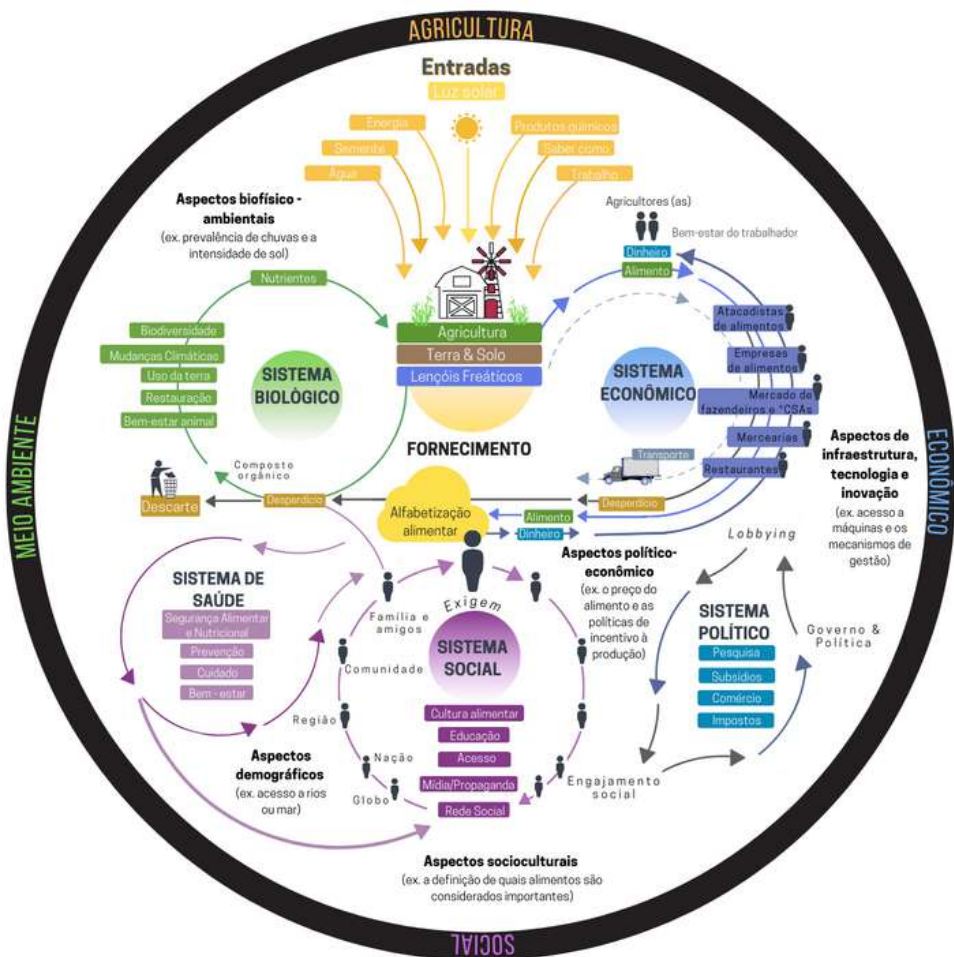 AGRICULTURA
Entradas
Luz solar
Energia
Semente
Água
Produtos químicos
Saber como
Trabalho
Aspectos biofísico -
ambientais
(ex. prevalência de chuvas e a
intensidade de sol)
Agricultores (as)
Bem-estar do trabalhador
Dinheiro
Alimento
Nutrientes
Biodiversidade
Mudanças Climáticas
Uso da terra
Restauração
Bem-estar animal
SISTEMA
BIOLÒGICO
Agricultura
Terra & Solo
Lençóis Freáticos
FORNECIMENTO
SISTEMA
ECONÔMICO
Atacadistas
de alimentos
Empresas
de alimentos
Mercado de
fazendeiros e *CSAs
Mercearias
Restaurantes
Transporte
MEIO AMBIENTE
ECONÔMICO
Aspectos de
infraestrutura,
tecnologia e
inovação
(ex. acesso a
máquinas e os
mecanismos de
gestão)
Composto
orgânico
Descarte
Desperdício
Desperdício
Alfabetização
alimentar
Alimento
Dinheiro
Aspectos político-
econômico
(ex. o preço do
alimento e as
políticas de
incentivo à
produção)
Lobbying
SISTEMA
POLÍTICO
Pesquisa
Subsídios
Comércio
Impostos
Governo &
Política
Engajamento
social
SISTEMA DE
SAÚDE
Segurança Alimentar
e Nutricional
Prevenção
Cuidado
Bem - estar
Exigem
SISTEMA
SOCIAL
Família e
amigos
Comunidade
Região
Nação
Globo
Cultura alimentar
Educação
Acesso
Mídia/Propaganda
Rede Social
Aspectos
demográficos
(ex. acesso a rios
ou mar)
Aspectos socioculturais
(ex. a definição de quais alimentos são
considerados importantes)
SOCIAL